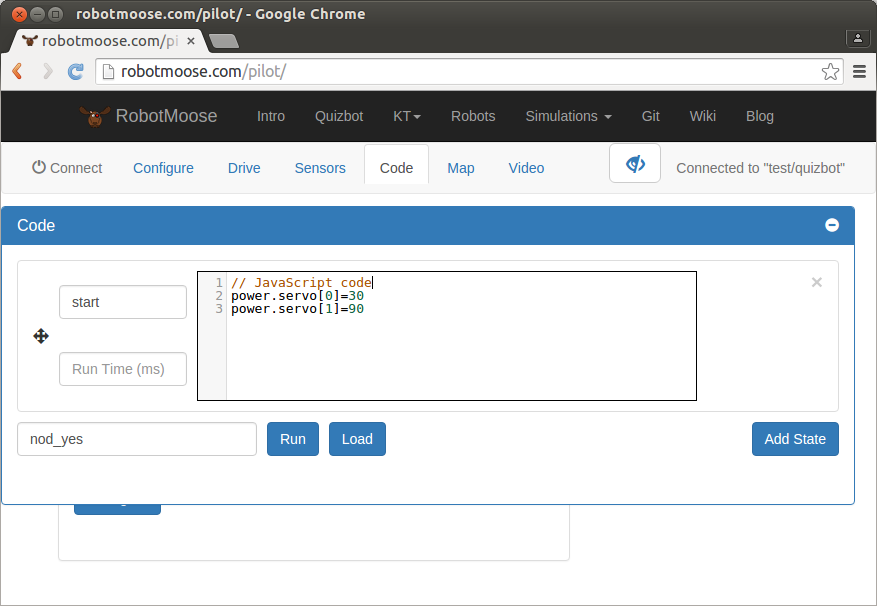 robotmoose.com/pilot/ - Google Chrome
robotmoose.com/pi
robotmoose.com/pilot/
RobotMoose Intro Quizbot KT Robots Simulations Git Wiki Blog
Connect Configure Drive Sensors Code Map Video Connected to "test/quizbot"
Code
start
Run Time (ms)
1 // JavaScript code
2 power.servo[0]=30
3 power.servo[1]=90
nod_yes Run Load Add State